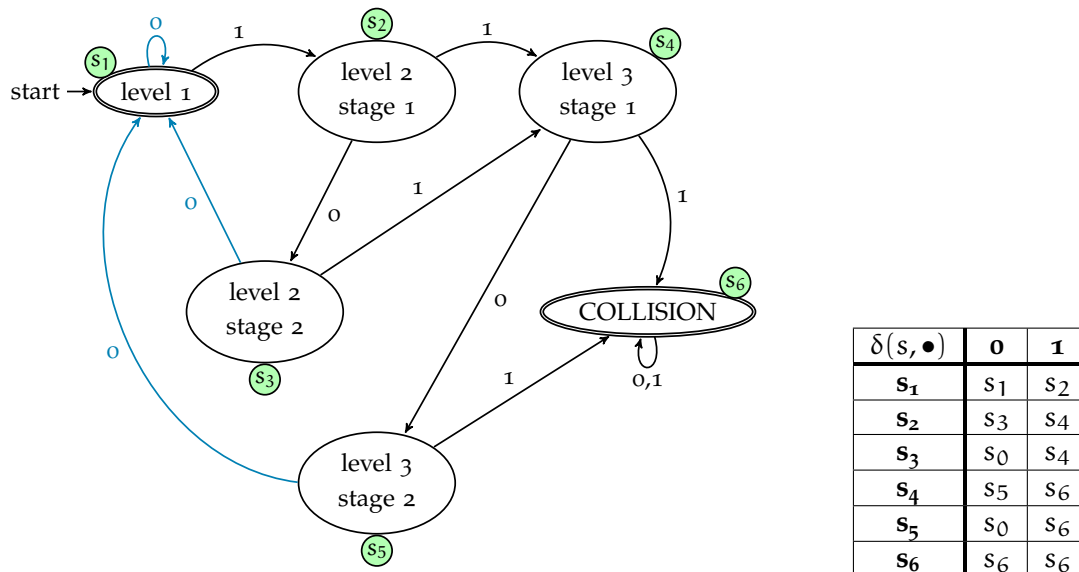 0
s₂
1
1
s₄
s₁
level 2
level 3
start
level 1
stage 1
stage 1
1
1
0
0
level 2
stage 2
0
s₆
COLLISION
0
s₃
1
0,1
level 3
stage 2
s₅
δ(s, •) 0 1
s₁ s₁ s₂
s₂ s₃ s₄
s₃ s₀ s₄
s₄ s₅ s₆
s₅ s₀ s₆
s₆ s₆ s₆